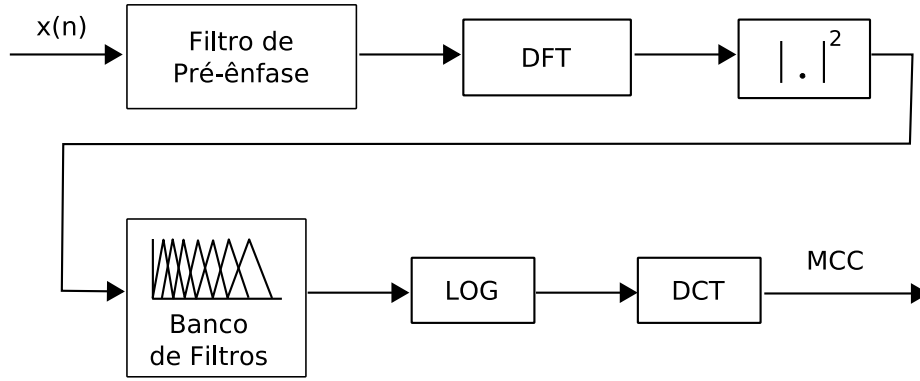 x(n)
Filtro de
Pré-ênfase
DFT
| . |²
Banco
de Filtros
LOG
DCT
MCC